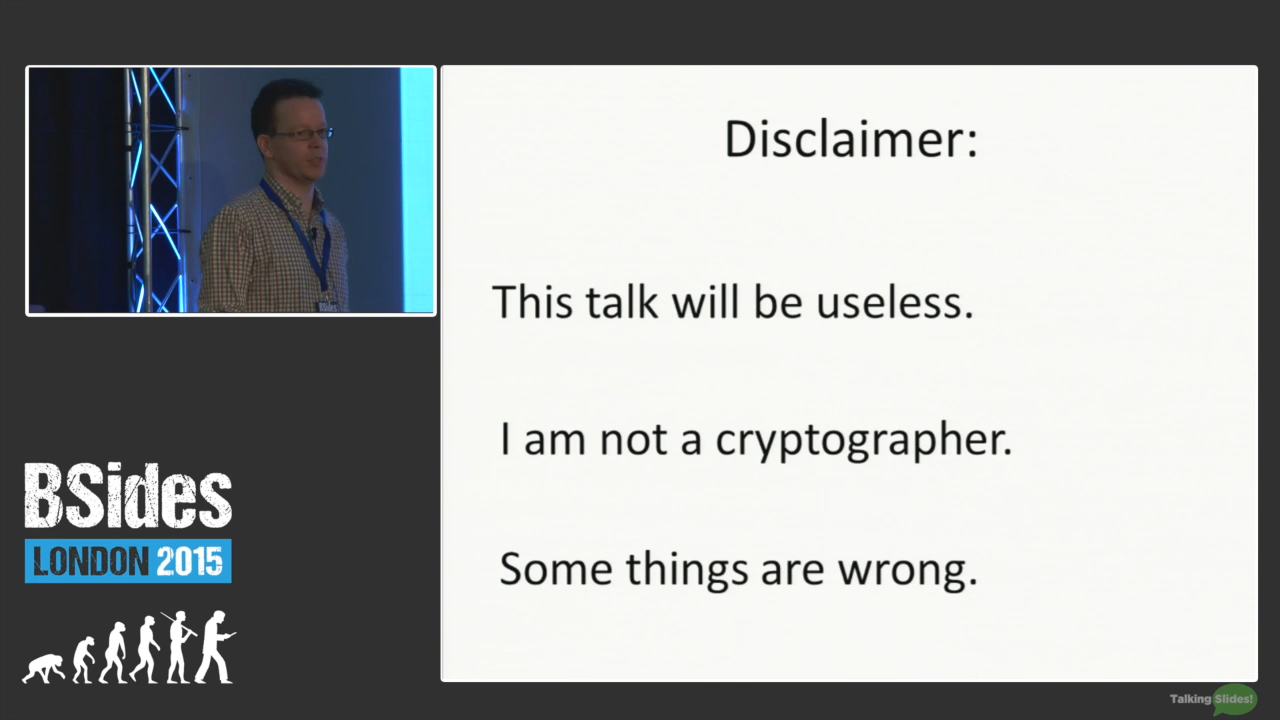 Disclaimer:
This talk will be useless.
I am not a cryptographer.
Some things are wrong.
BSides
LONDON 2015
Talking Slides!